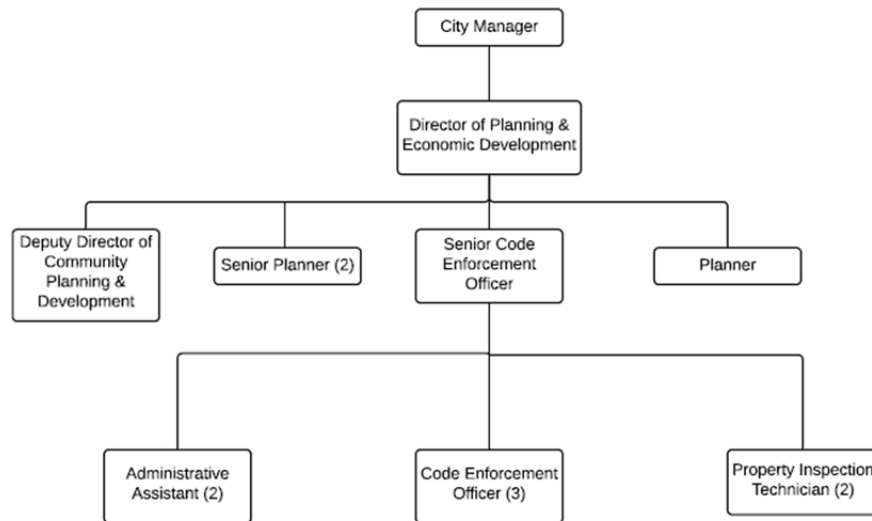 City Manager
Director of Planning &
Economic Development
Deputy Director of
Community
Planning &
Development
Senior Planner (2)
Senior Code
Enforcement
Officer
Planner
Administrative
Assistant (2)
Code Enforcement
Officer (3)
Property Inspection
Technician (2)